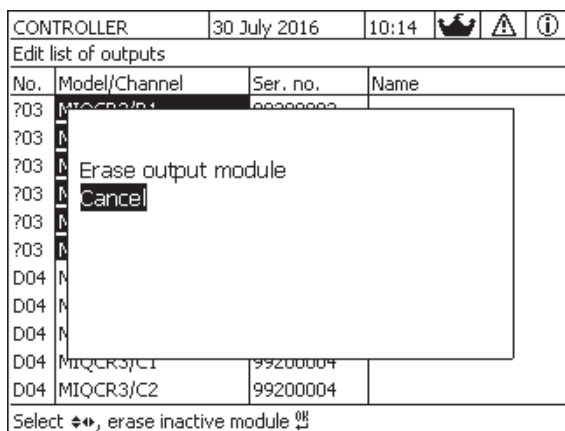 CONTROLLER 30 July 2016 10:14
Edit list of outputs
No. Model/Channel Ser. no. Name
?03
?03
?03 Erase output module
?03 Cancel
?03
?03
D04
D04
D04
D04 MIQCR3/C1 99200004
D04 MIQCR3/C2 99200004
Select , erase inactive module OK